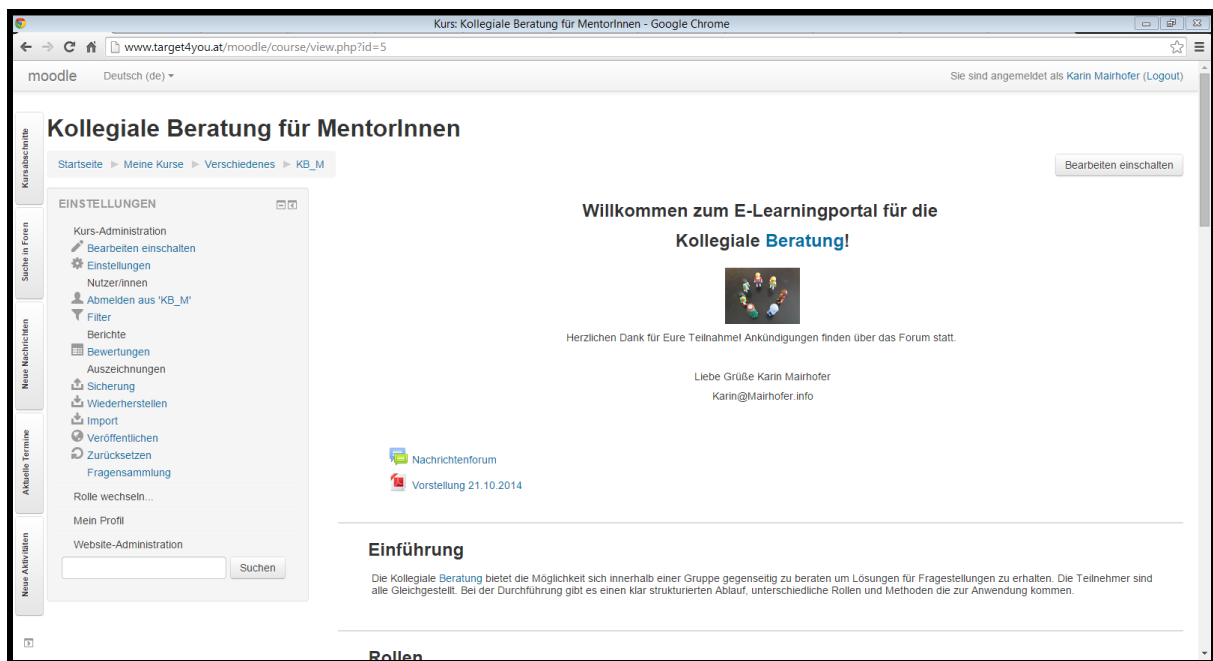 Kurs: Kollegiale Beratung für MentorInnen - Google Chrome
www.target4you.at/moodle/course/view.php?id=5
moodle Deutsch (de) Sie sind angemeldet als Karin Mairhofer (Logout)
Kursabschnitte
Suche in Foren
Neue Nachrichten
Aktuelle Termine
Neue Aktivitäten
Kollegiale Beratung für MentorInnen
Startseite Meine Kurse Verschiedenes KB_M
Bearbeiten einschalten
EINSTELLUNGEN
Kurs-Administration
Bearbeiten einschalten
Einstellungen
Nutzer/innen
Abmelden aus 'KB_M'
Filter
Berichte
Bewertungen
Auszeichnungen
Sicherung
Wiederherstellen
Import
Veröffentlichen
Zurücksetzen
Fragensammlung
Rolle wechseln...
Mein Profil
Website-Administration
Suchen
Willkommen zum E-Learningportal für die
Kollegiale Beratung!
Herzlichen Dank für Eure Teilnahme! Ankündigungen finden über das Forum statt.
Liebe Grüße Karin Mairhofer
Karin@Mairhofer.info
Nachrichtenforum
Vorstellung 21.10.2014
Einführung
Die Kollegiale Beratung bietet die Möglichkeit sich innerhalb einer Gruppe gegenseitig zu beraten um Lösungen für Fragestellungen zu erhalten. Die Teilnehmer sind
alle Gleichgestellt. Bei der Durchführung gibt es einen klar strukturierten Ablauf, unterschiedliche Rollen und Methoden die zur Anwendung kommen.
Rollen